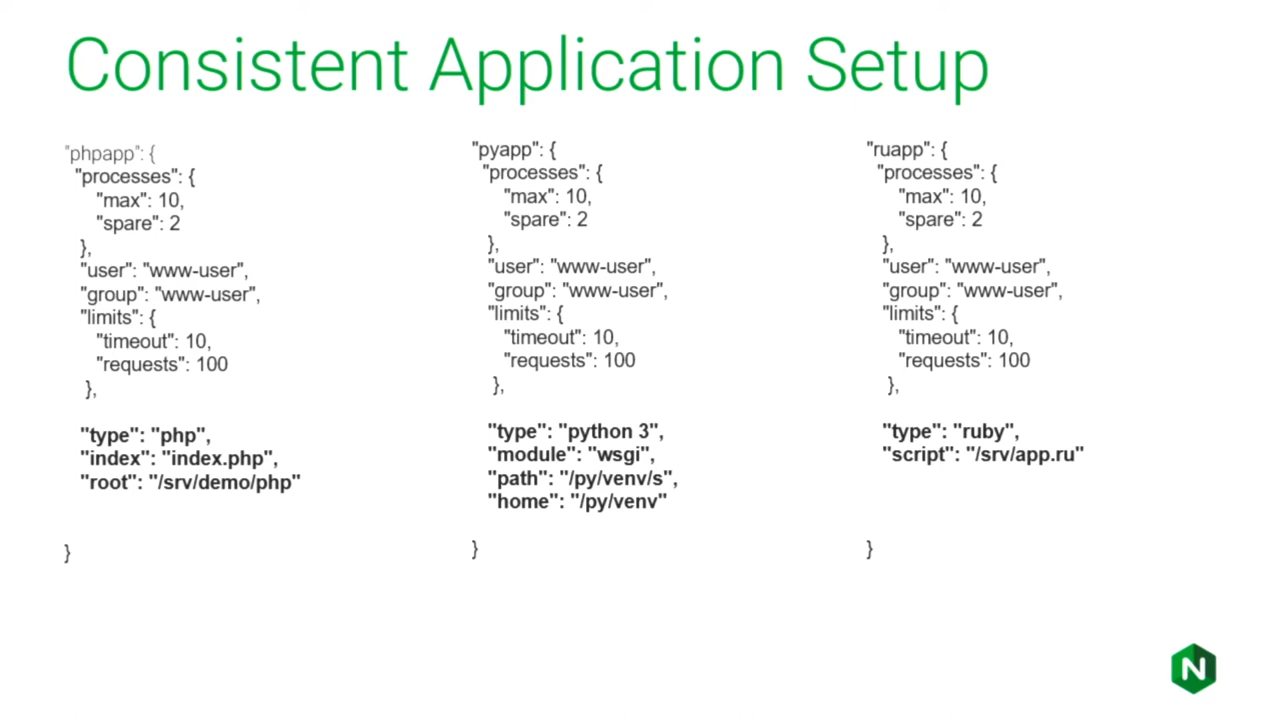 Consistent Application Setup
"phpapp": {
"processes": {
"max": 10,
"spare": 2
},
"user": "www-user",
"group": "www-user",
"limits": {
"timeout": 10,
"requests": 100
},
"type": "php",
"index": "index.php",
"root": "/srv/demo/php"
}
"pyapp": {
"processes": {
"max": 10,
"spare": 2
},
"user": "www-user",
"group": "www-user",
"limits": {
"timeout": 10,
"requests": 100
},
"type": "python 3",
"module": "wsgi",
"path": "/py/venv/s",
"home": "/py/venv"
}
"ruapp": {
"processes": {
"max": 10,
"spare": 2
},
"user": "www-user",
"group": "www-user",
"limits": {
"timeout": 10,
"requests": 100
},
"type": "ruby",
"script": "/srv/app.ru"
}
N